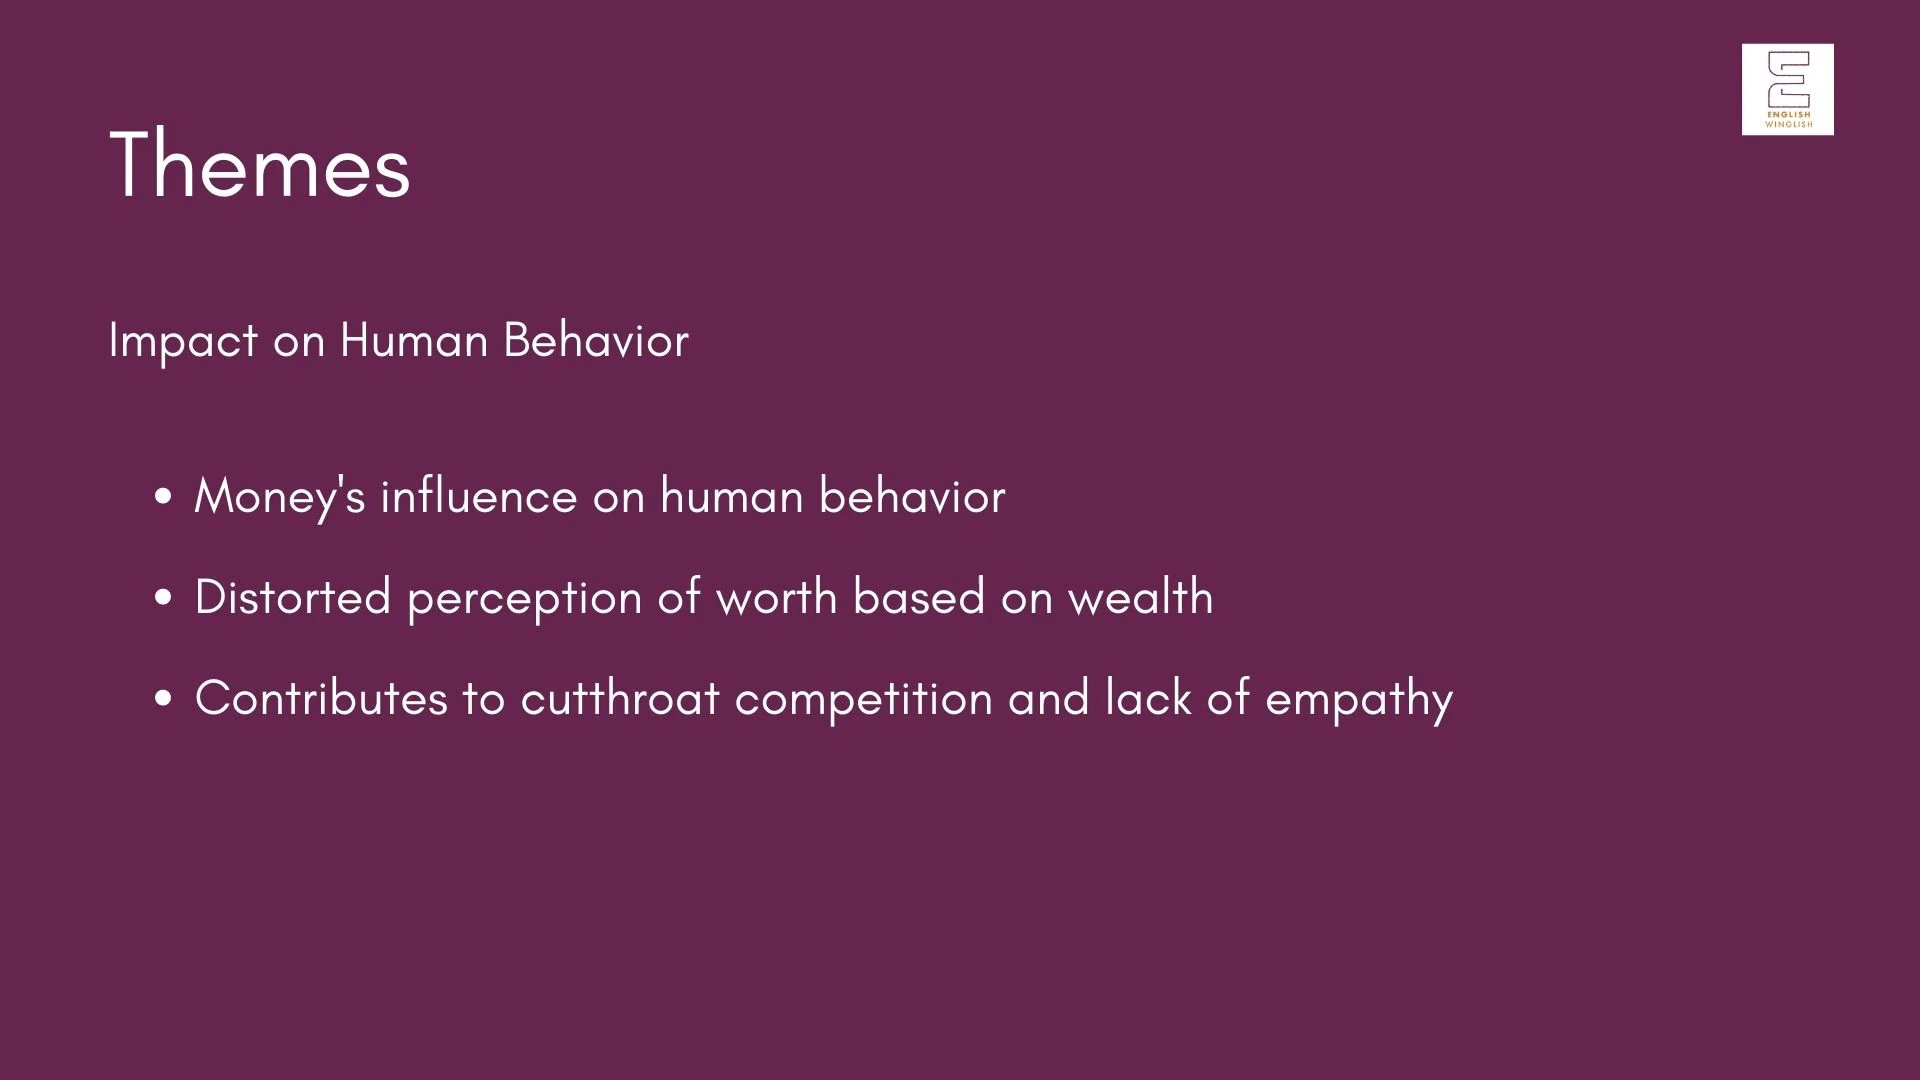 ENGLISH
WINGLISH
Themes
Impact on Human Behavior
• Money's influence on human behavior
• Distorted perception of worth based on wealth
• Contributes to cutthroat competition and lack of empathy